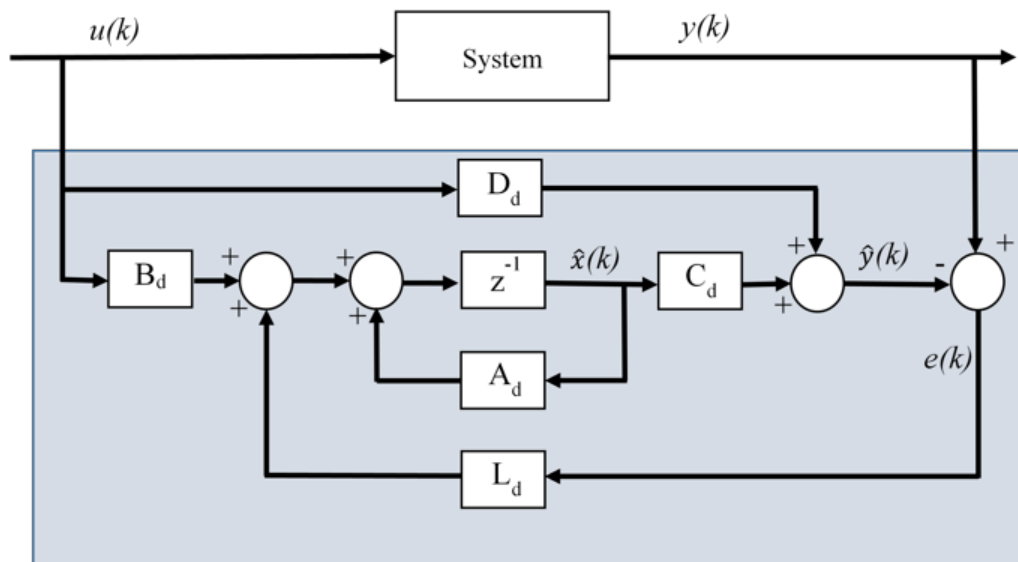 u(k)
System
y(k)
D_d
B_d
+
+
+
+
z^-1
x̂(k)
C_d
+
+
ŷ(k)
-
+
A_d
e(k)
L_d